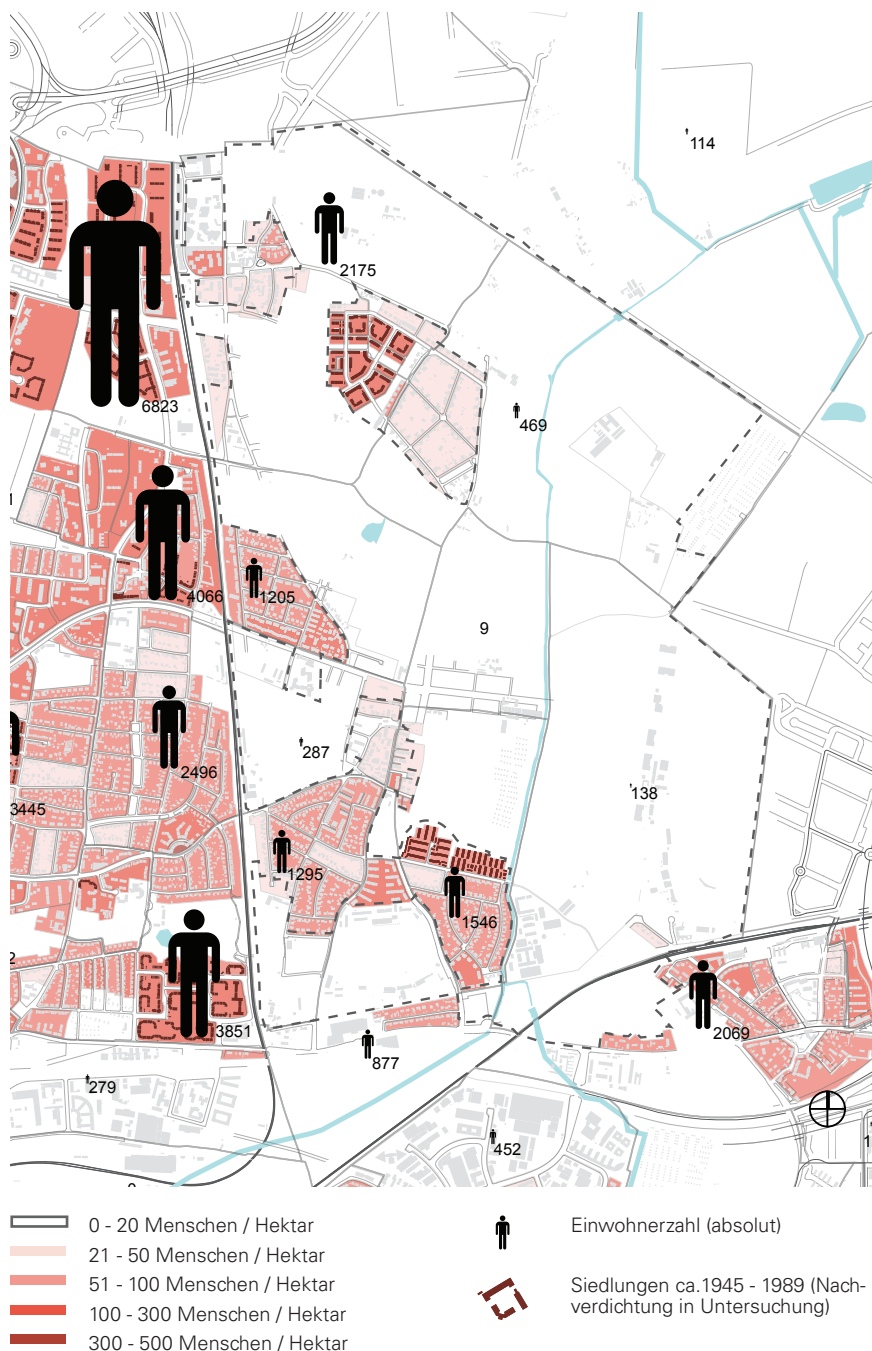 114
2175
6823
469
4066
1205
9
287
2496
138
3445
1295
1546
3851
2069
877
279
452
0 - 20 Menschen / Hektar
21 - 50 Menschen / Hektar
51 - 100 Menschen / Hektar
100 - 300 Menschen / Hektar
300 - 500 Menschen / Hektar
Einwohnerzahl (absolut)
Siedlungen ca.1945 - 1989 (Nach-
verdichtung in Untersuchung)